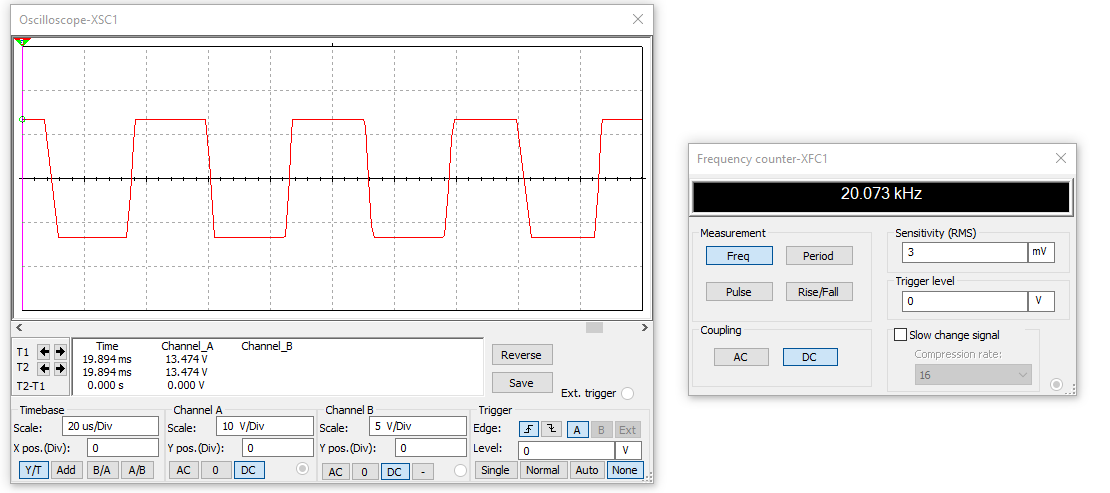 Oscilloscope-XSC1
Time Channel_A Channel_B
T1 19.894 ms 13.474 V
T2 19.894 ms 13.474 V
T2-T1 0.000 s 0.000 V
Reverse
Save
Ext. trigger
Timebase
Scale: 20 us/Div
X pos.(Div): 0
Y/T Add B/A A/B
Channel A
Scale: 10 V/Div
Y pos.(Div): 0
AC 0 DC
Channel B
Scale: 5 V/Div
Y pos.(Div): 0
AC 0 DC -
Trigger
Edge: A B Ext
Level: 0 V
Single Normal Auto None
Frequency counter-XFC1
20.073 kHz
Measurement
Freq Period
Pulse Rise/Fall
Coupling
AC DC
Sensitivity (RMS)
3 mV
Trigger level
0 V
Slow change signal
Compression rate:
16